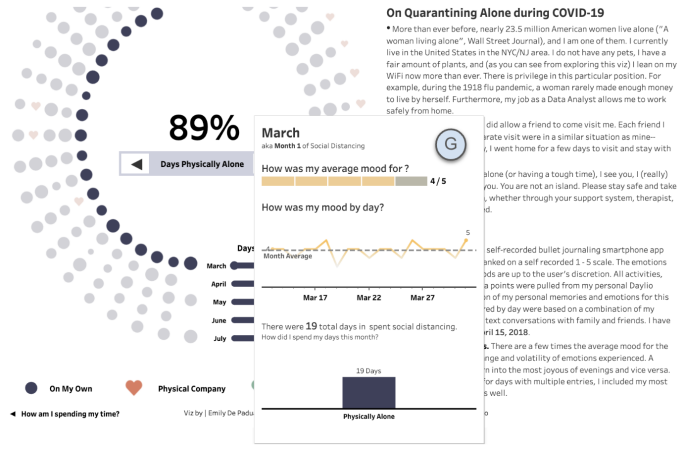 On Quarantining Alone during COVID-19
• More than ever before, nearly 23.5 million American women live alone ("A
woman living alone", Wall Street Journal), and I am one of them. I currently
live in the United States in the NYC/NJ area. I do not have any pets, I have a
fair amount of plants, and (as you can see from exploring this viz) I lean on my
WiFi now more than ever. There is privilege in this particular position. For
example, during the 1918 flu pandemic, a woman rarely made enough money
to live by herself. Furthermore, my job as a Data Analyst allows me to work
safely from home.
did allow a friend to come visit me. Each friend I
rate visit were in a similar situation as mine--
, I went home for a few days to visit and stay with
alone (or having a tough time), I see you, I (really)
you. You are not an island. Please stay safe and take
, whether through your support system, therapist,
d.
self-recorded bullet journaling smartphone app
anked on a self recorded 1 - 5 scale. The emotions
ds are up to the user's discretion. All activities,
a points were pulled from my personal Daylio
on of my personal memories and emotions for this
red by day were based on a combination of my
text conversations with family and friends. I have
ril 15, 2018.
s. There are a few times the average mood for the
nge and volatility of emotions experienced. A
n into the most joyous of evenings and vice versa.
for days with multiple entries, I included my most
s well.
o
89%
◄ Days Physically Alone
Days
March
April
May
June
July
On My Own
Physical Company
◄ How am I spending my time?
Viz by | Emily De Padu
March
aka Month 1 of Social Distancing
G
How was my average mood for ?
4 / 5
How was my mood by day?
5
4
Month Average
Mar 17 Mar 22 Mar 27
There were 19 total days in spent social distancing.
How did I spend my days this month?
19 Days
Physically Alone